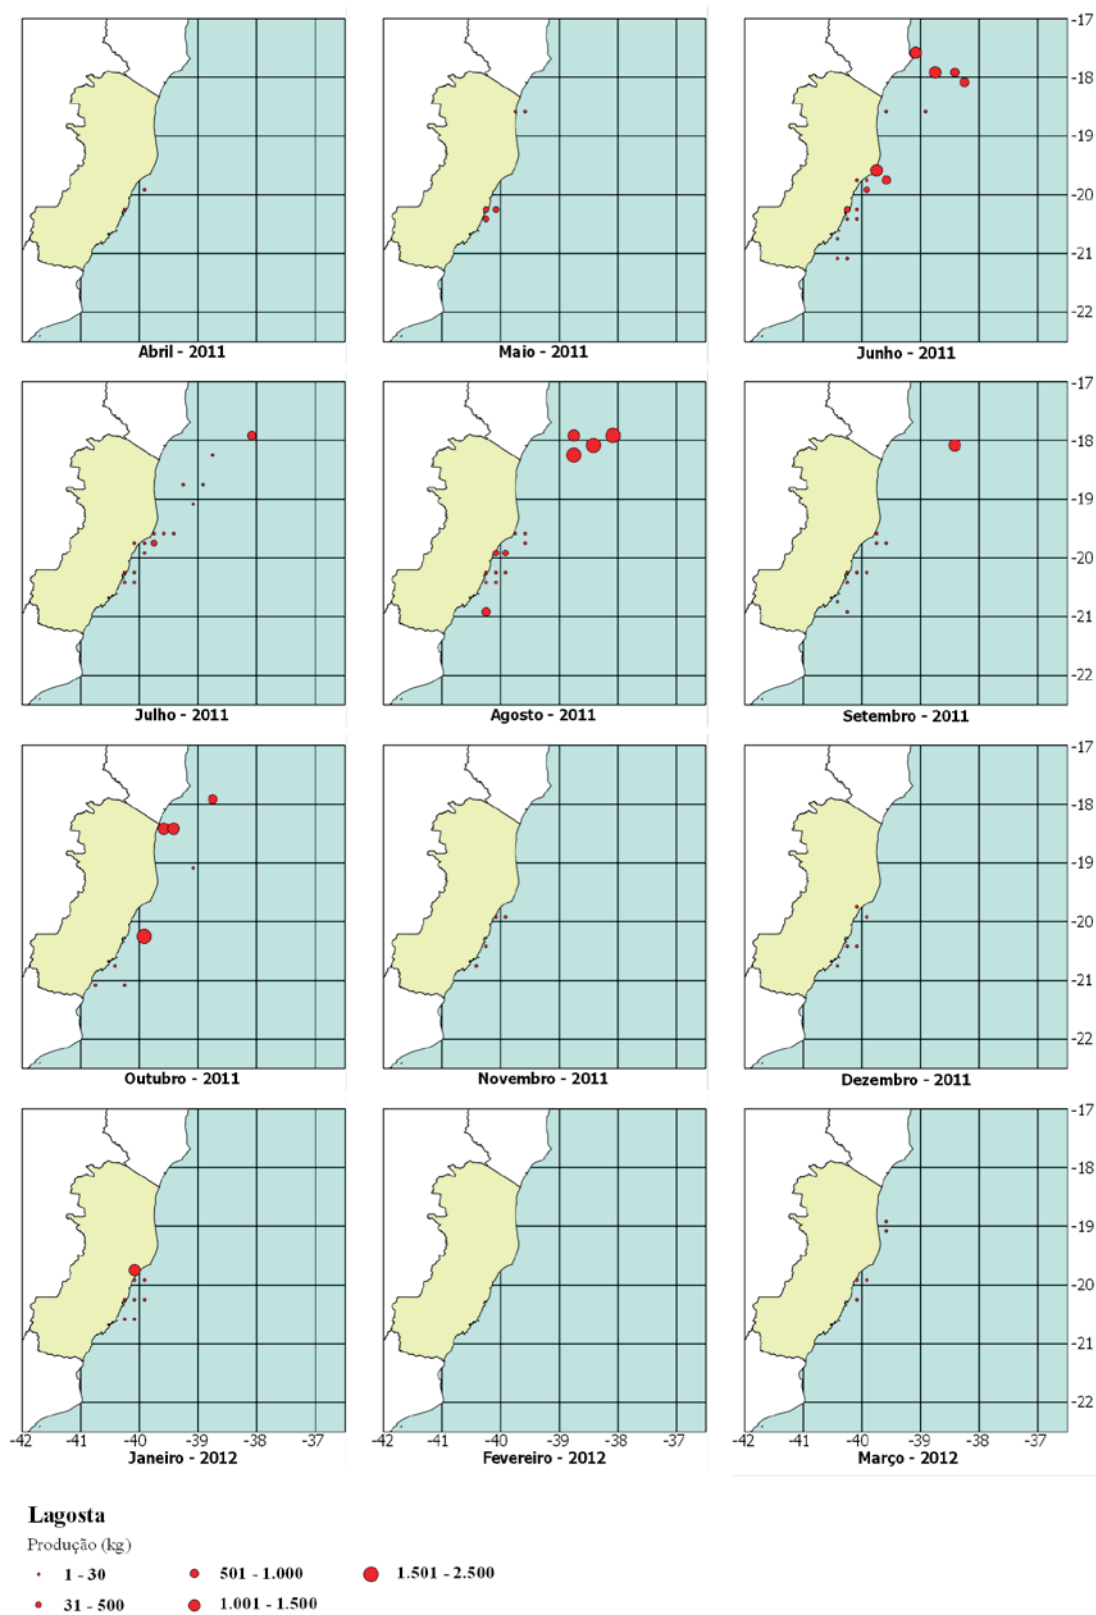 -17
-18
-19
-20
-21
-22
Abril - 2011
Maio - 2011
Junho - 2011
-17
-18
-19
-20
-21
-22
Julho - 2011
Agosto - 2011
Setembro - 2011
-17
-18
-19
-20
-21
-22
Outubro - 2011
Novembro - 2011
Dezembro - 2011
-17
-18
-19
-20
-21
-22
-42 -41 -40 -39 -38 -37 -42 -41 -40 -39 -38 -37 -42 -41 -40 -39 -38 -37
Janeiro - 2012
Fevereiro - 2012
Março - 2012
Lagosta
Produção (kg)
1 - 30 501 - 1.000 1.501 - 2.500
31 - 500 1.001 - 1.500